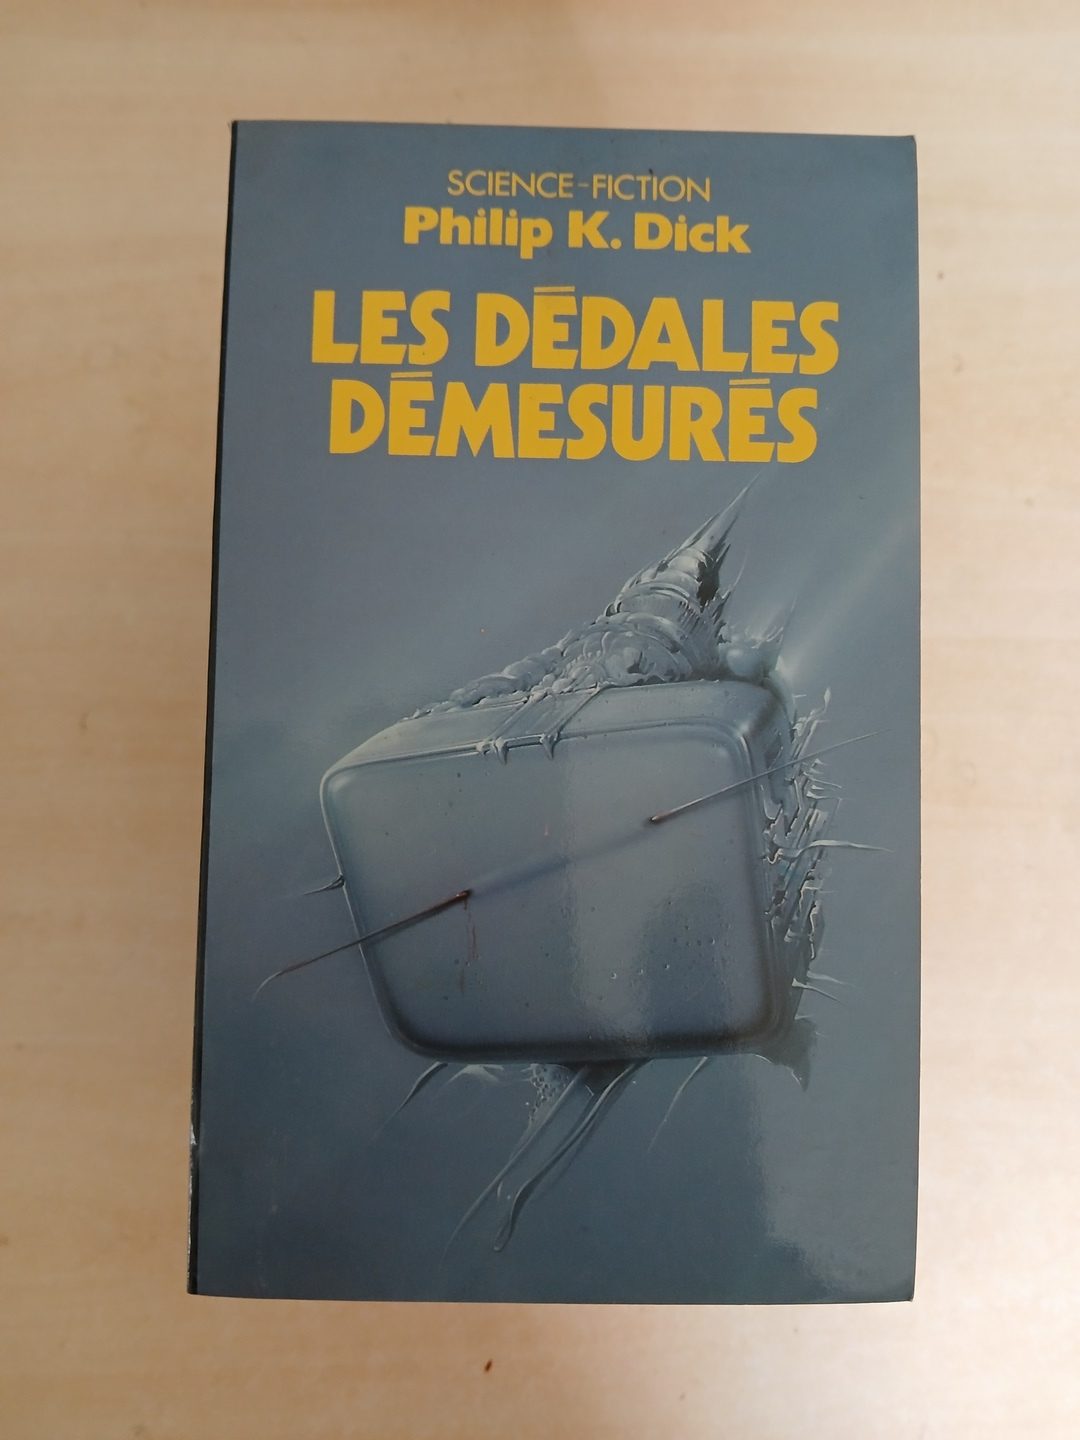 SCIENCE-FICTION
Philip K. Dick
LES DÉDALES
DÉMESURÉS